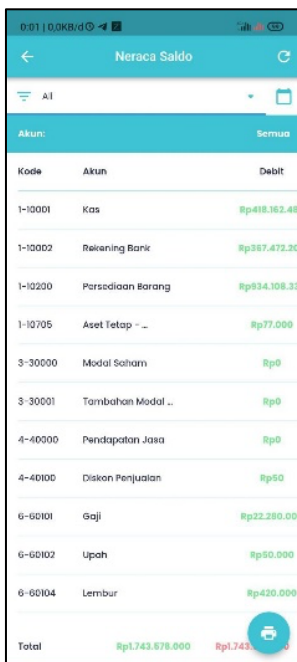 0:01 | 0,0KB/d
Neraca Saldo
All
Akun: Semua
Kode Akun Debit
1-10001 Kas Rp418.162.48
1-10002 Rekening Bank Rp367.472.20
1-10200 Persediaan Barang Rp934.108.33
1-10705 Aset Tetap - ... Rp77.000
3-30000 Modal Saham Rp0
3-30001 Tambahan Modal ... Rp0
4-40000 Pendapatan Jasa Rp0
4-40100 Diskon Penjualan Rp50
6-60101 Gaji Rp22.280.00
6-60102 Upah Rp50.000
6-60104 Lembur Rp420.000
Total Rp1.743.578.000 Rp1.743